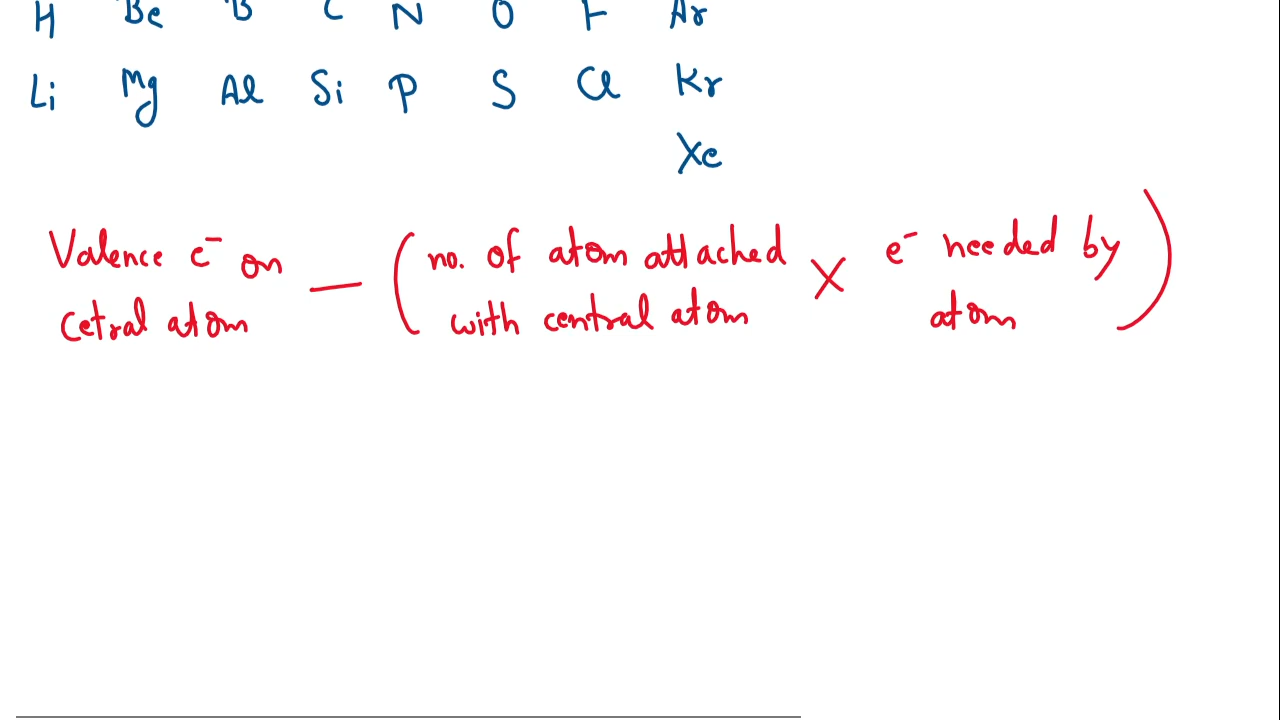 H Be B C N O F Ar
Li Mg Al Si P S Cl Kr
Xe
Valence e⁻ on cetral atom — ( no. of atom attached with central atom × e⁻ needed by atom )